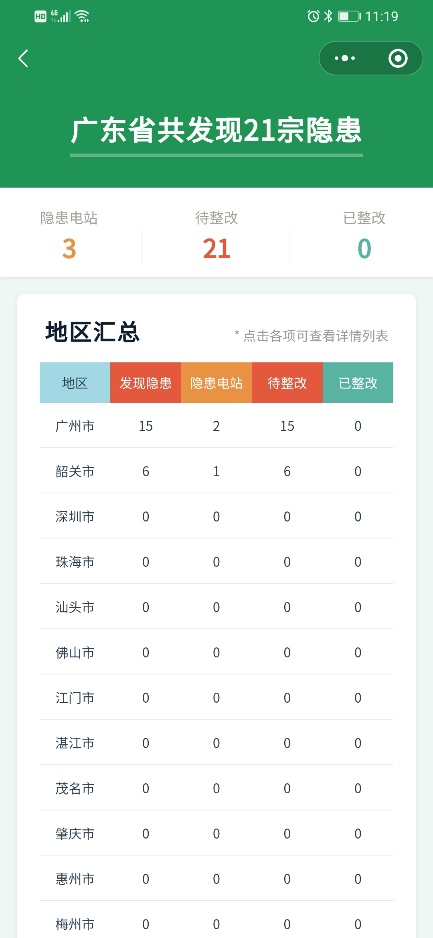 HD 4G 11:19
广东省共发现21宗隐患
隐患电站 待整改 已整改
3 21 0
地区汇总 * 点击各项可查看详情列表
地区 发现隐患 隐患电站 待整改 已整改
广州市 15 2 15 0
韶关市 6 1 6 0
深圳市 0 0 0 0
珠海市 0 0 0 0
汕头市 0 0 0 0
佛山市 0 0 0 0
江门市 0 0 0 0
湛江市 0 0 0 0
茂名市 0 0 0 0
肇庆市 0 0 0 0
惠州市 0 0 0 0
梅州市 0 0 0 0